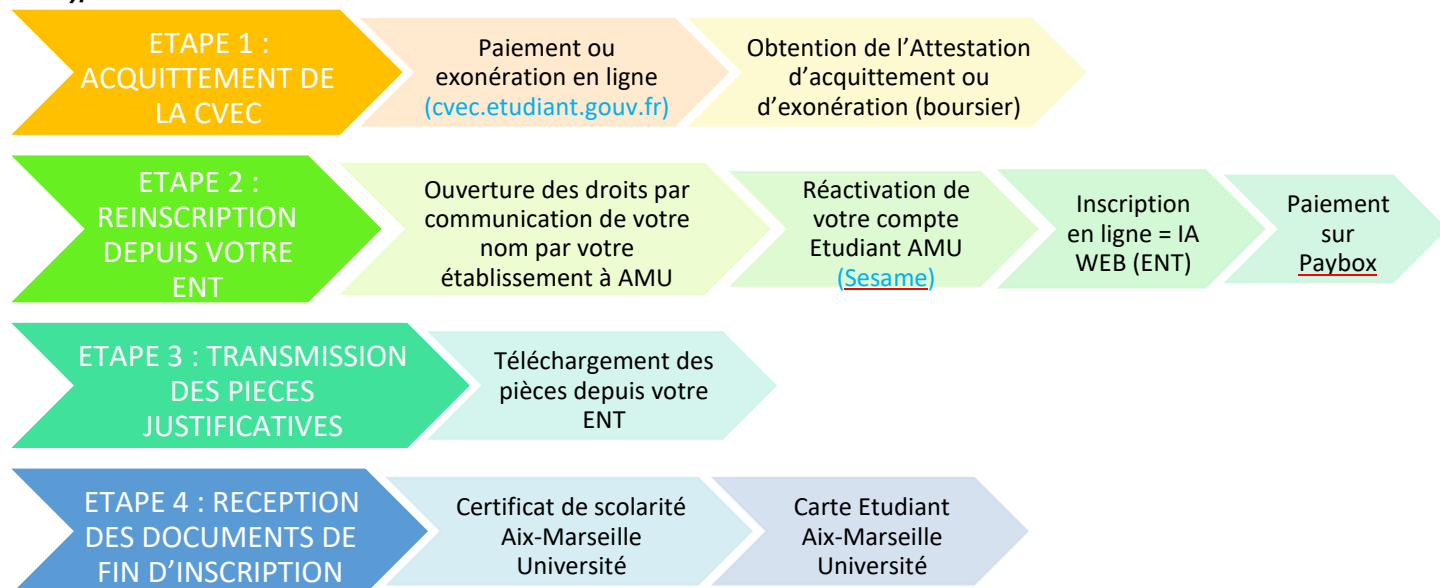 ETAPE 1 :
ACQUITTEMENT DE
LA CVEC
Paiement ou
exonération en ligne
(cvec.etudiant.gouv.fr)
Obtention de l’Attestation
d’acquittement ou
d’exonération (boursier)
ETAPE 2 :
REINSCRIPTION
DEPUIS VOTRE
ENT
Ouverture des droits par
communication de votre
nom par votre
établissement à AMU
Réactivation de
votre compte
Etudiant AMU
(Sesame)
Inscription
en ligne = IA
WEB (ENT)
Paiement
sur
Paybox
ETAPE 3 : TRANSMISSION
DES PIECES
JUSTIFICATIVES
Téléchargement des
pièces depuis votre
ENT
ETAPE 4 : RECEPTION
DES DOCUMENTS DE
FIN D’INSCRIPTION
Certificat de scolarité
Aix-Marseille
Université
Carte Etudiant
Aix-Marseille
Université